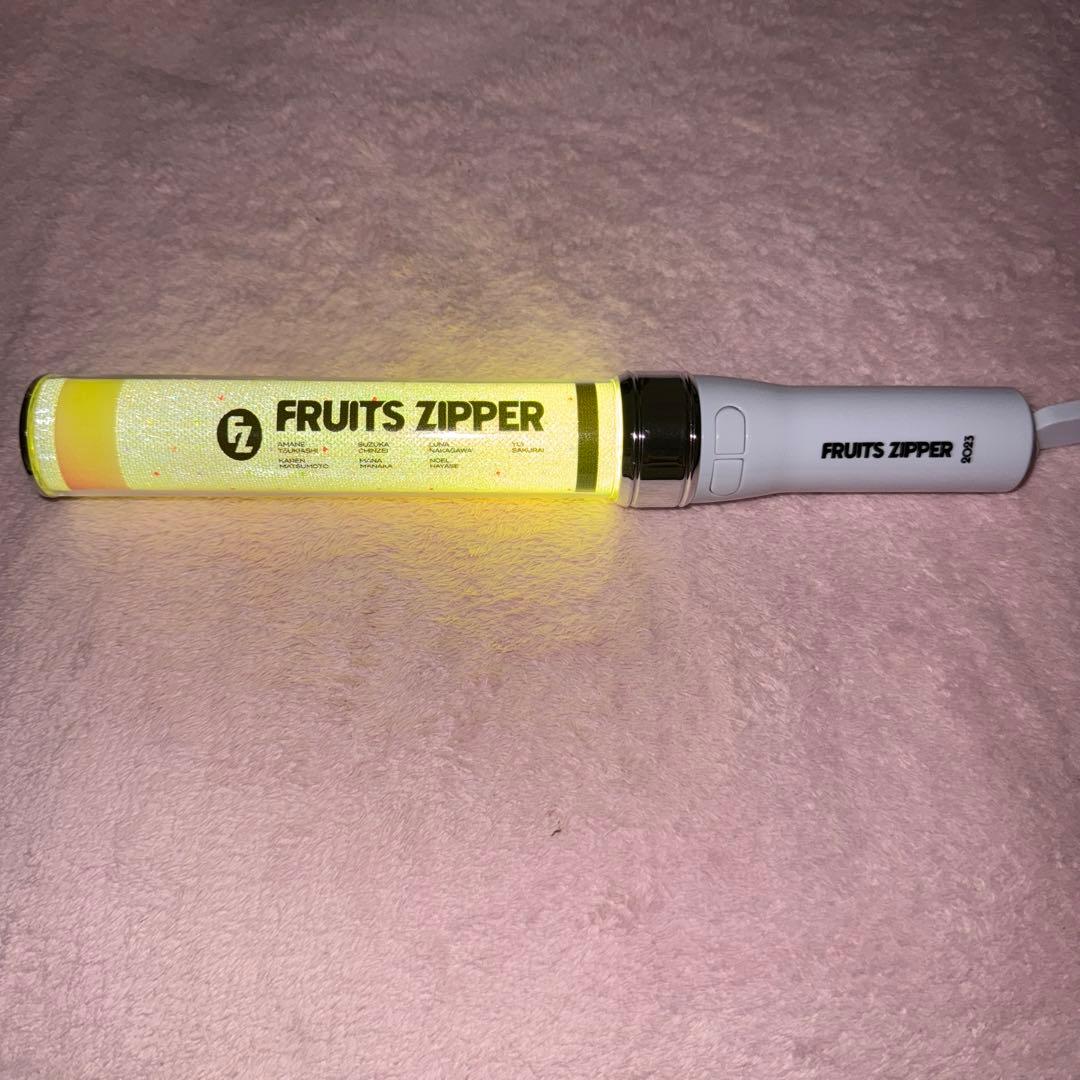 FZ FRUITS ZIPPER
AMANE SUZUKA LUNA YUI
TSUKIASHI CHINZEI NAKAGAWA SAKURAI
KAREN MANA NOEL
MATSUMOTO MANAKA HAYASE
FRUITS ZIPPER 2023